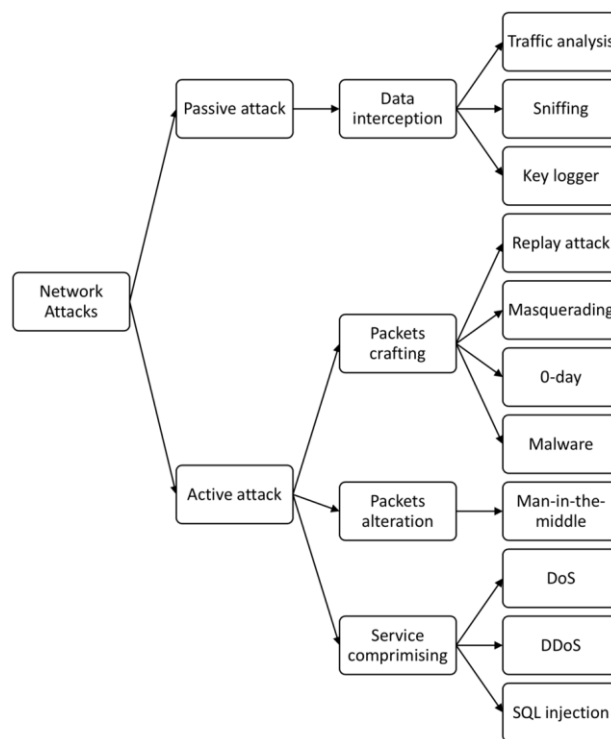 Traffic analysis
Passive attack
Data
interception
Sniffing
Key logger
Network
Attacks
Replay attack
Packets
crafting
Masquerading
0-day
Malware
Active attack
Packets
alteration
Man-in-the-
middle
DoS
Service
comprimising
DDoS
SQL injection